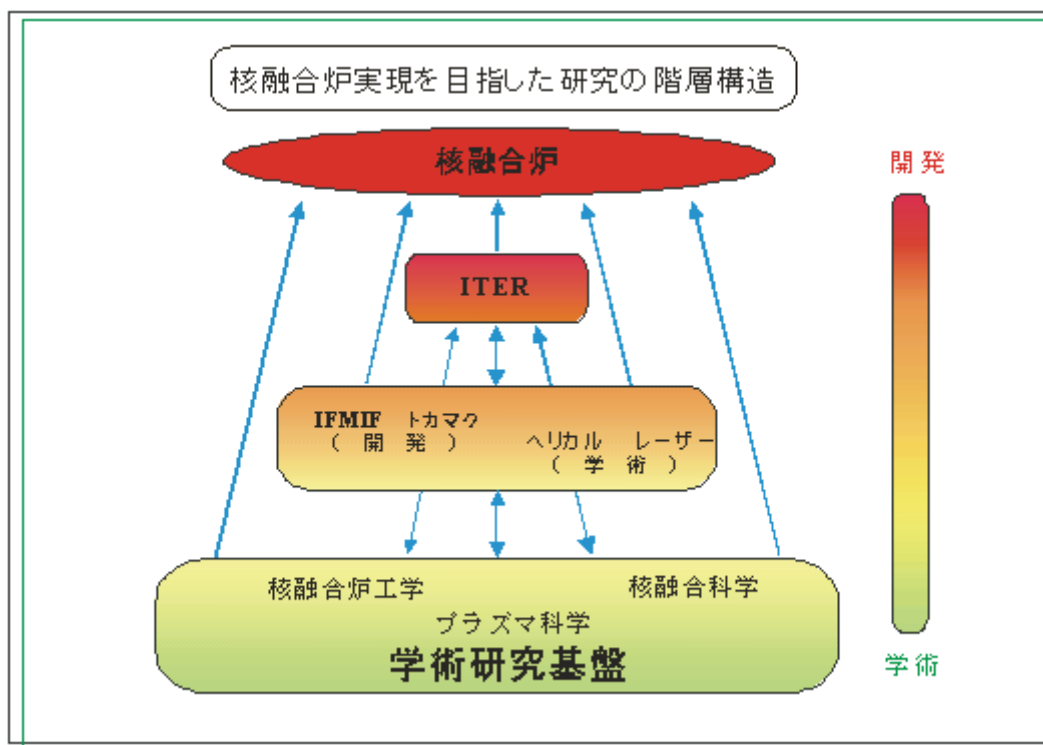 核融合炉実現を目指した研究の階層構造
核融合炉
開発
ITER
IFMIF トカマク
（ 開 発 ）
ヘリカル レーザー
（ 学 術 ）
核融合炉工学
核融合科学
プラズマ科学
学術研究基盤
学術